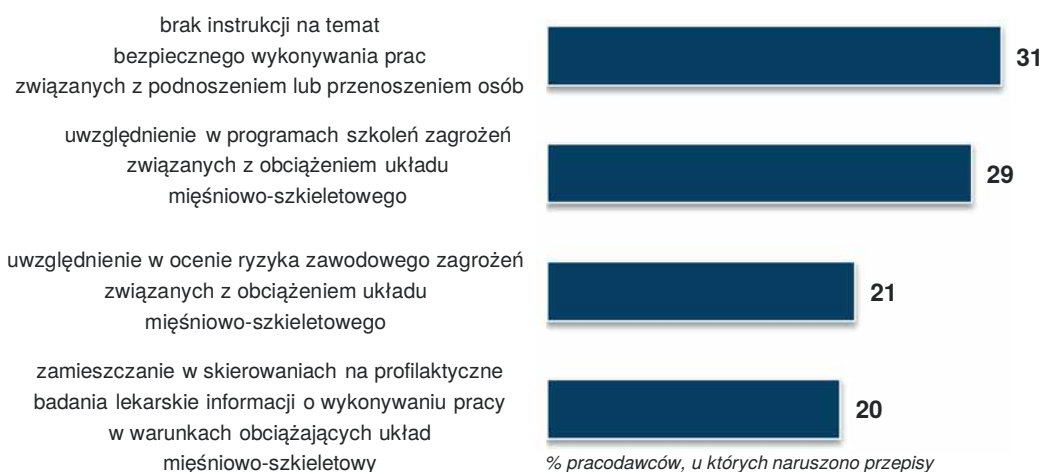 brak instrukcji na temat
bezpiecznego wykonywania prac
związanych z podnoszeniem lub przenoszeniem osób
31
uwzględnienie w programach szkoleń zagrożeń
związanych z obciążeniem układu
mięśniowo-szkieletowego
29
uwzględnienie w ocenie ryzyka zawodowego zagrożeń
związanych z obciążeniem układu
mięśniowo-szkieletowego
21
zamieszczanie w skierowaniach na profilaktyczne
badania lekarskie informacji o wykonywaniu pracy
w warunkach obciążających układ
mięśniowo-szkieletowy
20
% pracodawców, u których naruszono przepisy